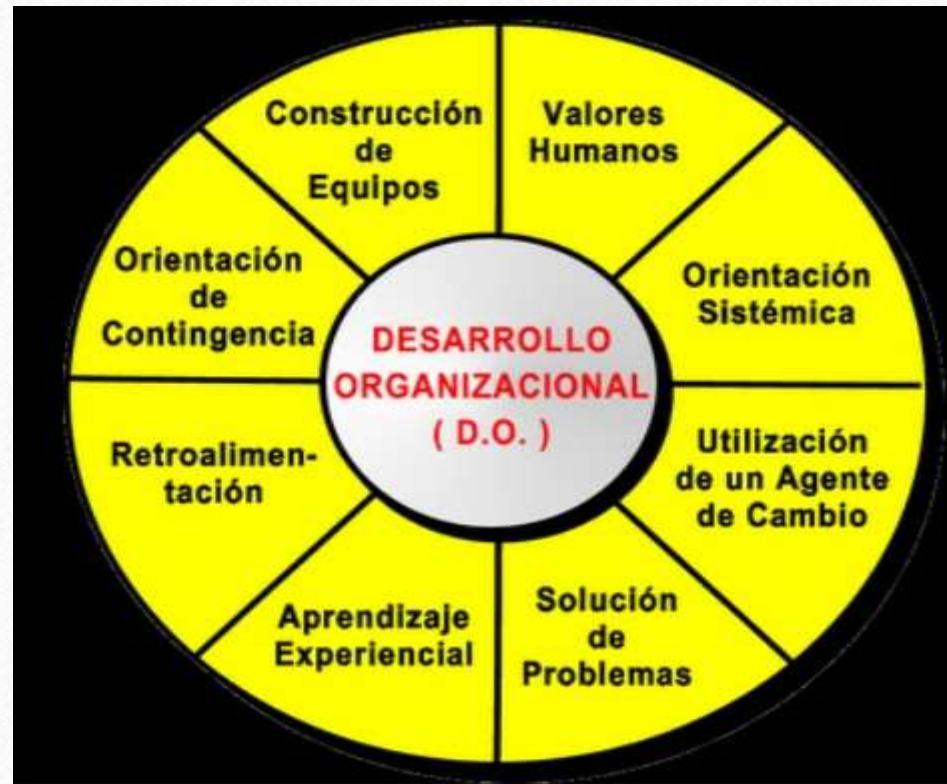 Construcción
de
Equipos
Valores
Humanos
Orientación
Sistémica
Utilización
de un Agente
de Cambio
Solución
de
Problemas
Aprendizaje
Experiencial
Retroalimen-
tación
Orientación
de
Contingencia
DESARROLLO
ORGANIZACIONAL
( D.O. )